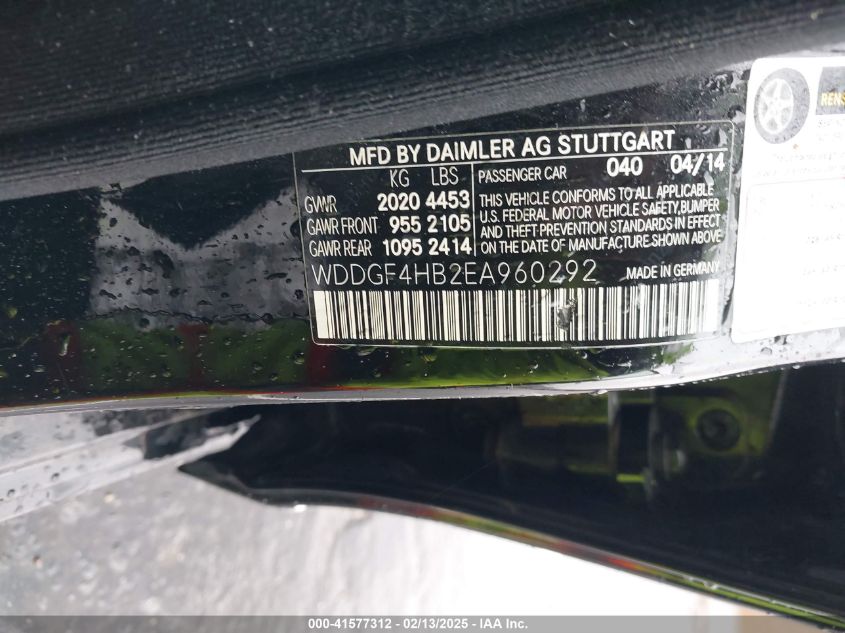 MFD BY DAIMLER AG STUTTGART
KG LBS
GVWR 2020 4453
GAWR FRONT 955 2105
GAWR REAR 1095 2414
PASSENGER CAR 040 04/14
THIS VEHICLE CONFORMS TO ALL APPLICABLE
U.S. FEDERAL MOTOR VEHICLE SAFETY, BUMPER
AND THEFT PREVENTION STANDARDS IN EFFECT
ON THE DATE OF MANUFACTURE SHOWN ABOVE
WDDGF4HB2EA960292 MADE IN GERMANY
000-41577312 - 02/13/2025 - IAA Inc.